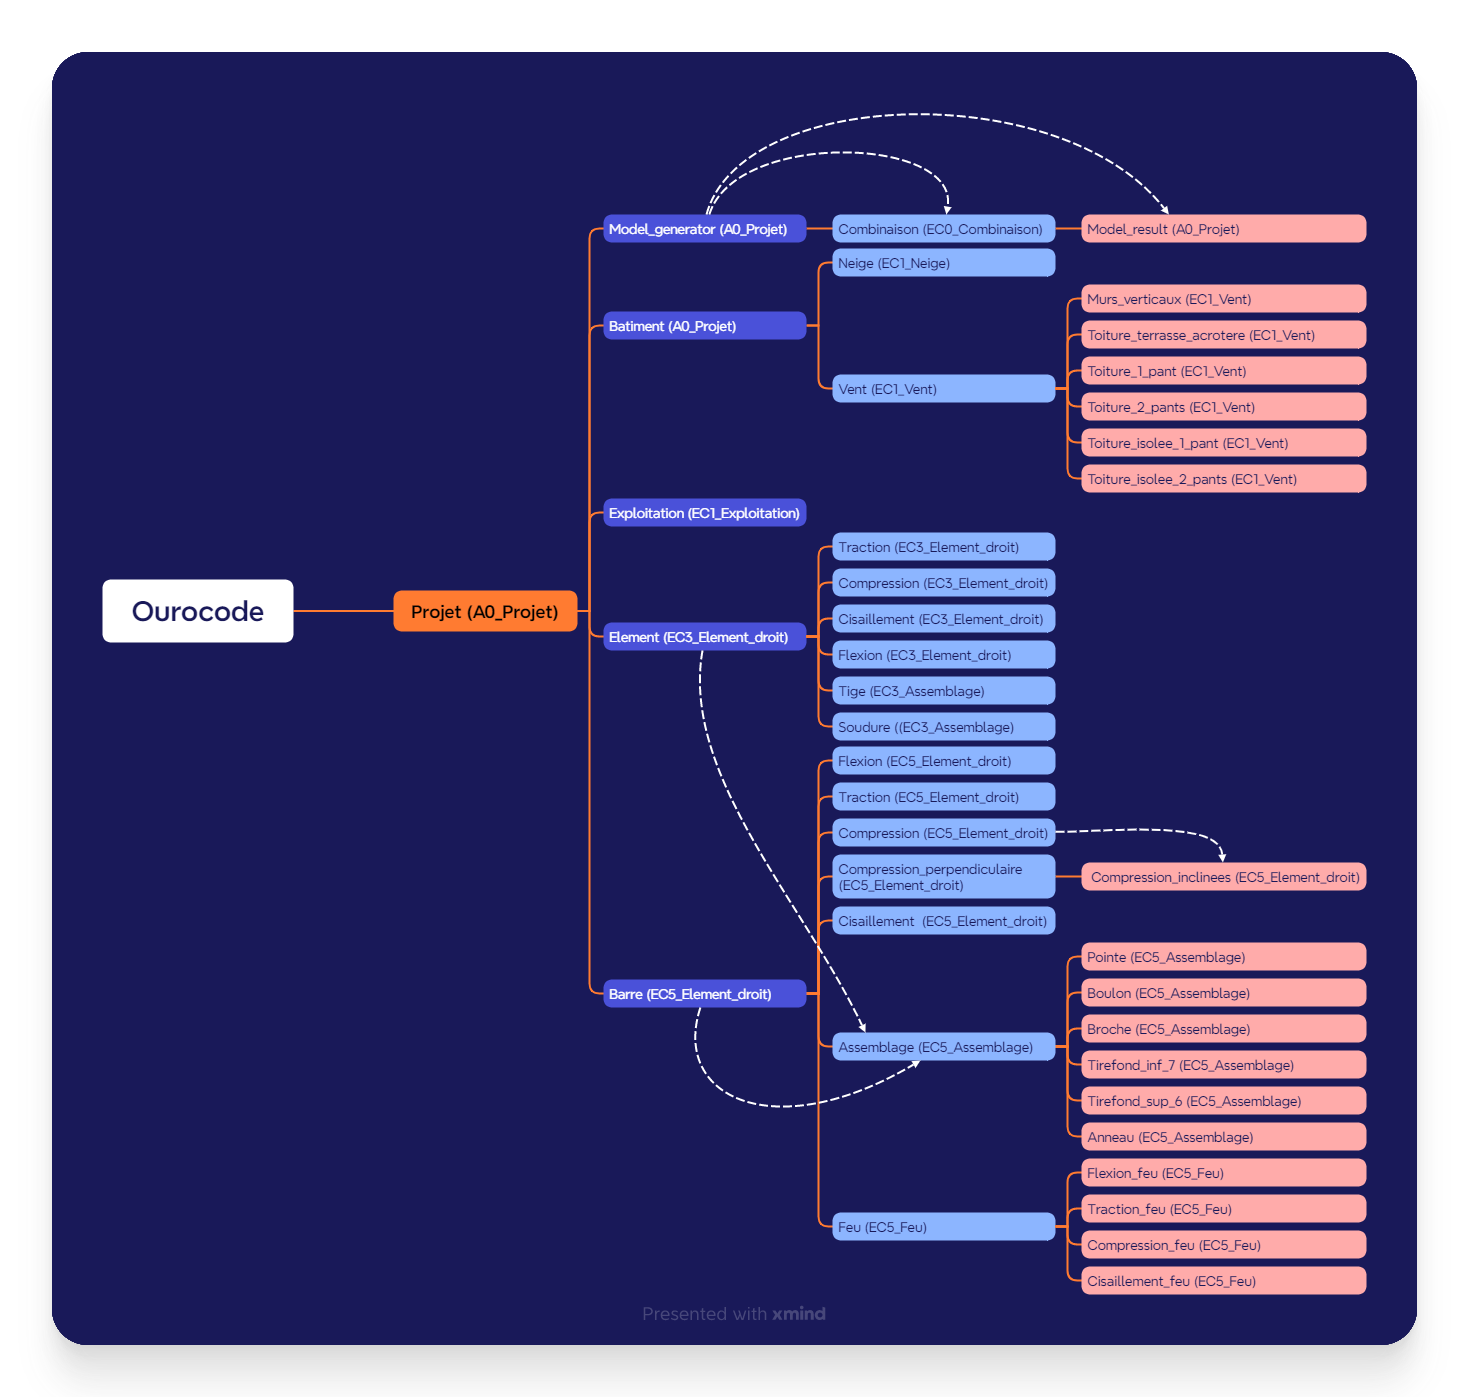 Ourocode
Projet (A0_Projet)
Model_generator (A0_Projet)
Combinaison (EC0_Combinaison)
Model_result (A0_Projet)
Batiment (A0_Projet)
Neige (EC1_Neige)
Vent (EC1_Vent)
Murs_verticaux (EC1_Vent)
Toiture_terrasse_acrotere (EC1_Vent)
Toiture_1_pant (EC1_Vent)
Toiture_2_pants (EC1_Vent)
Toiture_isolee_1_pant (EC1_Vent)
Toiture_isolee_2_pants (EC1_Vent)
Exploitation (EC1_Exploitation)
Element (EC3_Element_droit)
Traction (EC3_Element_droit)
Compression (EC3_Element_droit)
Cisaillement (EC3_Element_droit)
Flexion (EC3_Element_droit)
Tige (EC3_Assemblage)
Soudure ((EC3_Assemblage)
Barre (EC5_Element_droit)
Flexion (EC5_Element_droit)
Traction (EC5_Element_droit)
Compression (EC5_Element_droit)
Compression_perpendiculaire
(EC5_Element_droit)
Compression_inclinees (EC5_Element_droit)
Cisaillement  (EC5_Element_droit)
Assemblage (EC5_Assemblage)
Pointe (EC5_Assemblage)
Boulon (EC5_Assemblage)
Broche (EC5_Assemblage)
Tirefond_inf_7 (EC5_Assemblage)
Tirefond_sup_6 (EC5_Assemblage)
Anneau (EC5_Assemblage)
Feu (EC5_Feu)
Flexion_feu (EC5_Feu)
Traction_feu (EC5_Feu)
Compression_feu (EC5_Feu)
Cisaillement_feu (EC5_Feu)
Presented with xmind